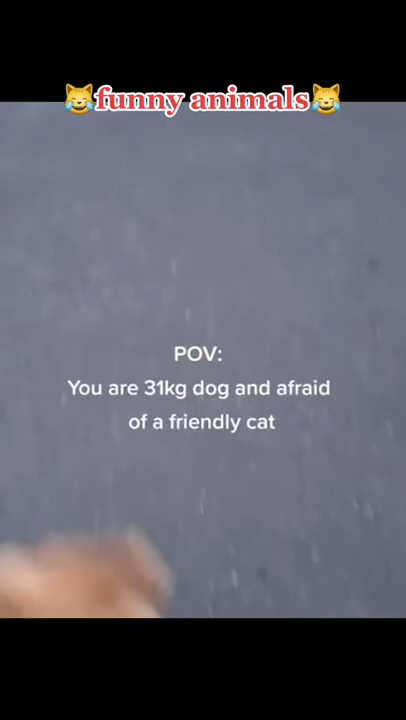 😹funny animals😹
POV:
You are 31kg dog and afraid
of a friendly cat